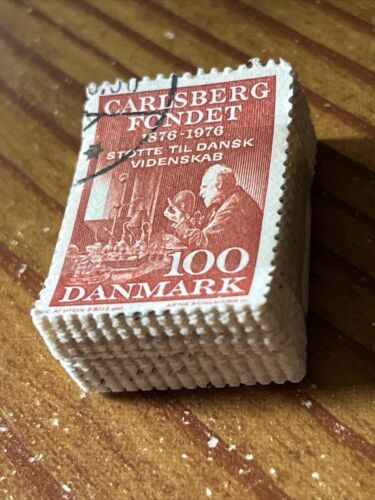 CARLSBERG
FONDET
1876-1976
STØTTE TIL DANSK
VIDENSKAB
100
DANMARK